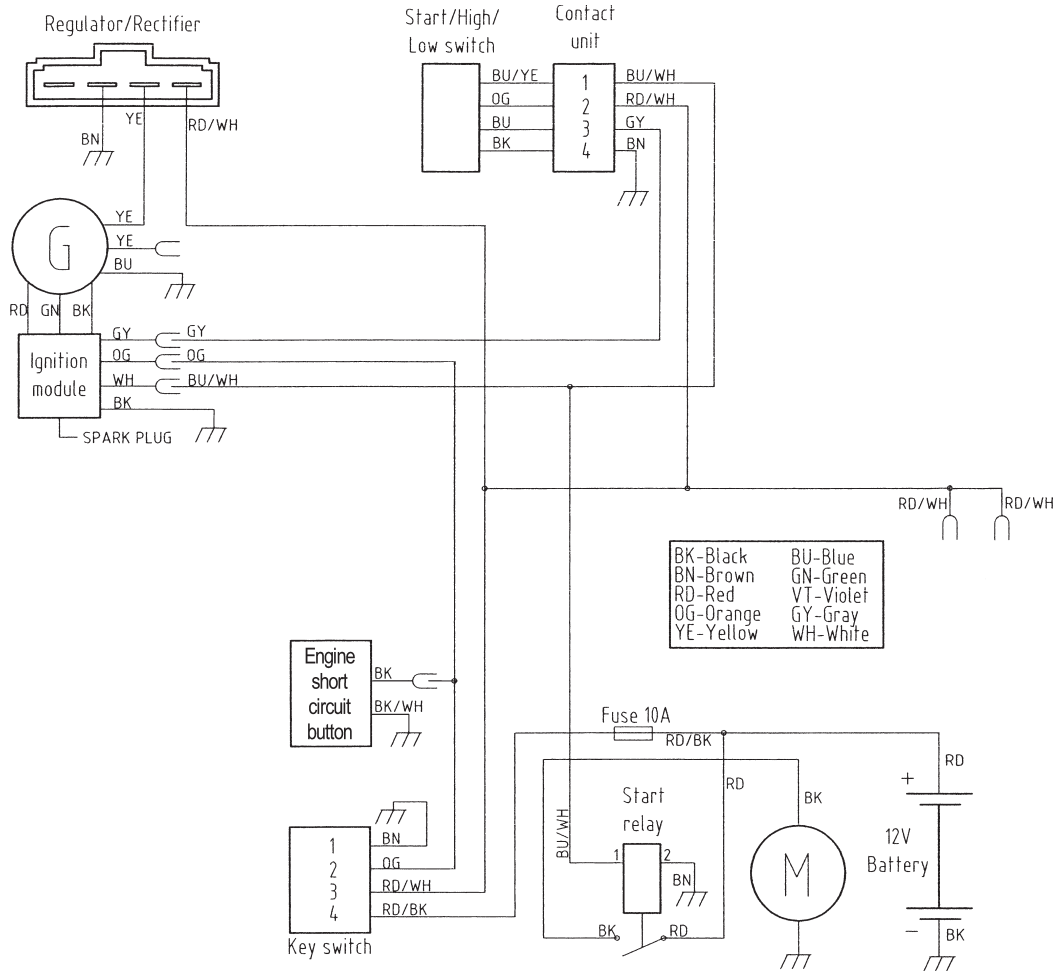 Regulator/Rectifier
Start/High/
Low switch
Contact
unit
BU/YE
1
BU/WH
OG
2
RD/WH
BU
3
GY
BK
4
BN
YE
RD/WH
BN
G
YE
YE
BU
RD
GN
BK
Ignition
module
GY
GY
OG
OG
WH
BU/WH
BK
SPARK PLUG
RD/WH
RD/WH
BK-Black
BU-Blue
BN-Brown
GN-Green
RD-Red
VT-Violet
OG-Orange
GY-Gray
YE-Yellow
WH-White
Engine
short
circuit
button
BK
BK/WH
Fuse 10A
RD/BK
RD
RD
BK
+
12V
Battery
-
BK
Start
relay
BU/WH
1
2
BN
BK
RD
M
1
BN
2
OG
3
RD/WH
4
RD/BK
Key switch